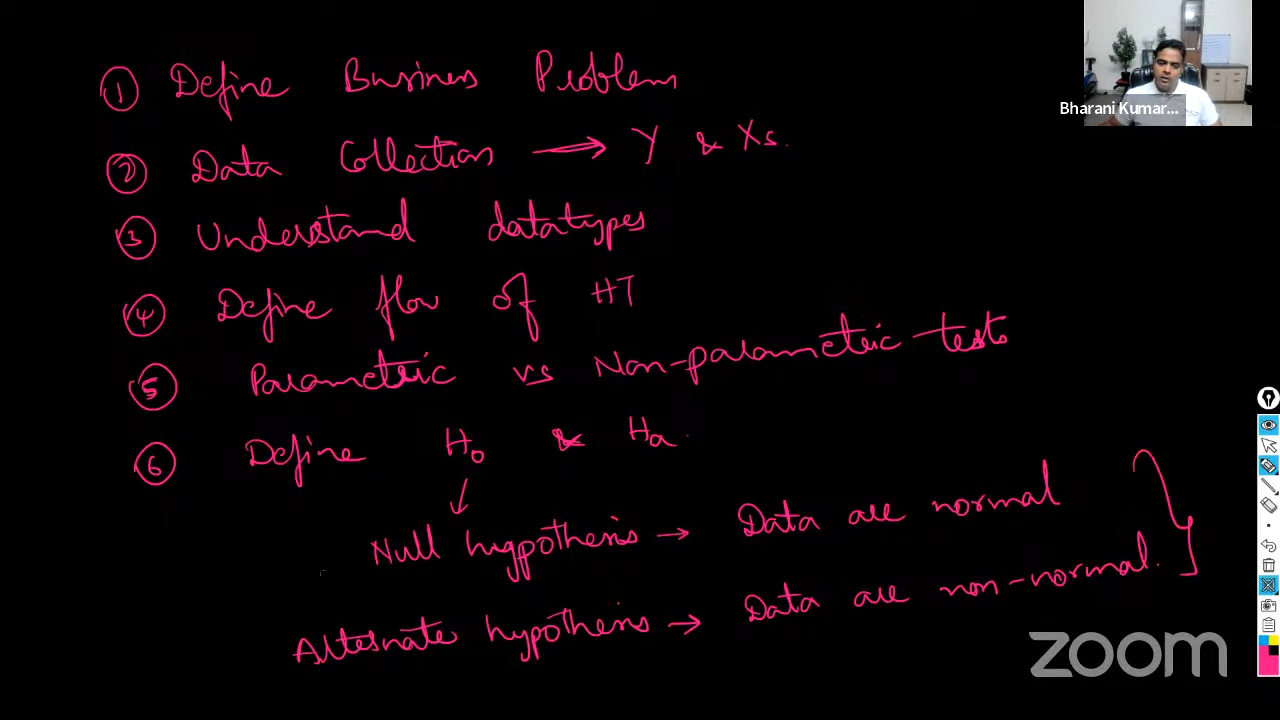 ① Define Business Problem
Bharani Kumar...
② Data Collection → Y & Xs.
③ Understand datatypes
④ Define flow of HT
⑤ Parametric vs Non-parametric tests
⑥ Define H₀ & Ha.
↓
Null hypothesis → Data are normal
Alternate hypothesis → Data are non-normal.
zoom